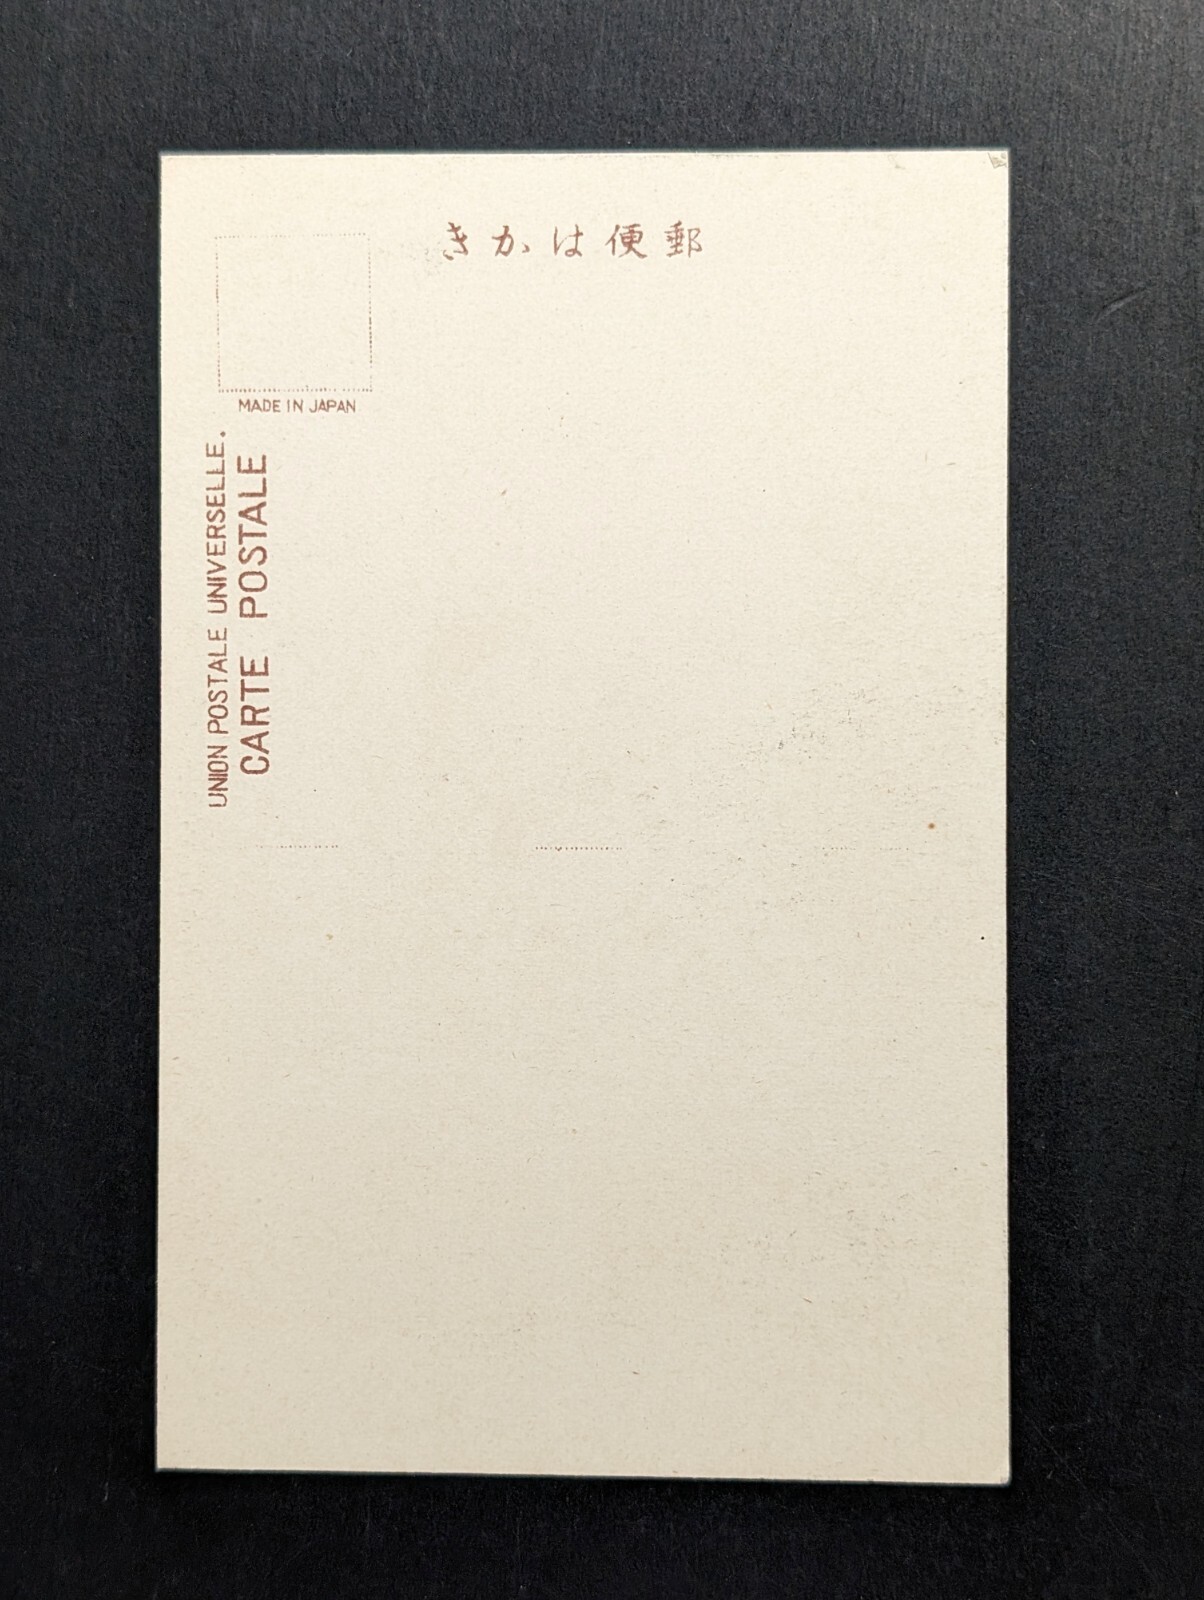 郵便はかき
MADE IN JAPAN
UNION POSTALE UNIVERSELLE.
CARTE POSTALE